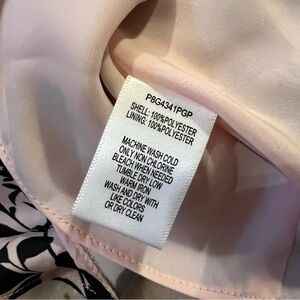 P8G4341PGP
SHELL: 100%POLYESTER
LINING: 100%POLYESTER
MACHINE WASH COLD
ONLY NON CHLORINE
BLEACH WHEN NEEDED
TUMBLE DRY LOW
WARM IRON
WASH AND DRY WITH
LIKE COLORS
OR DRY CLEAN